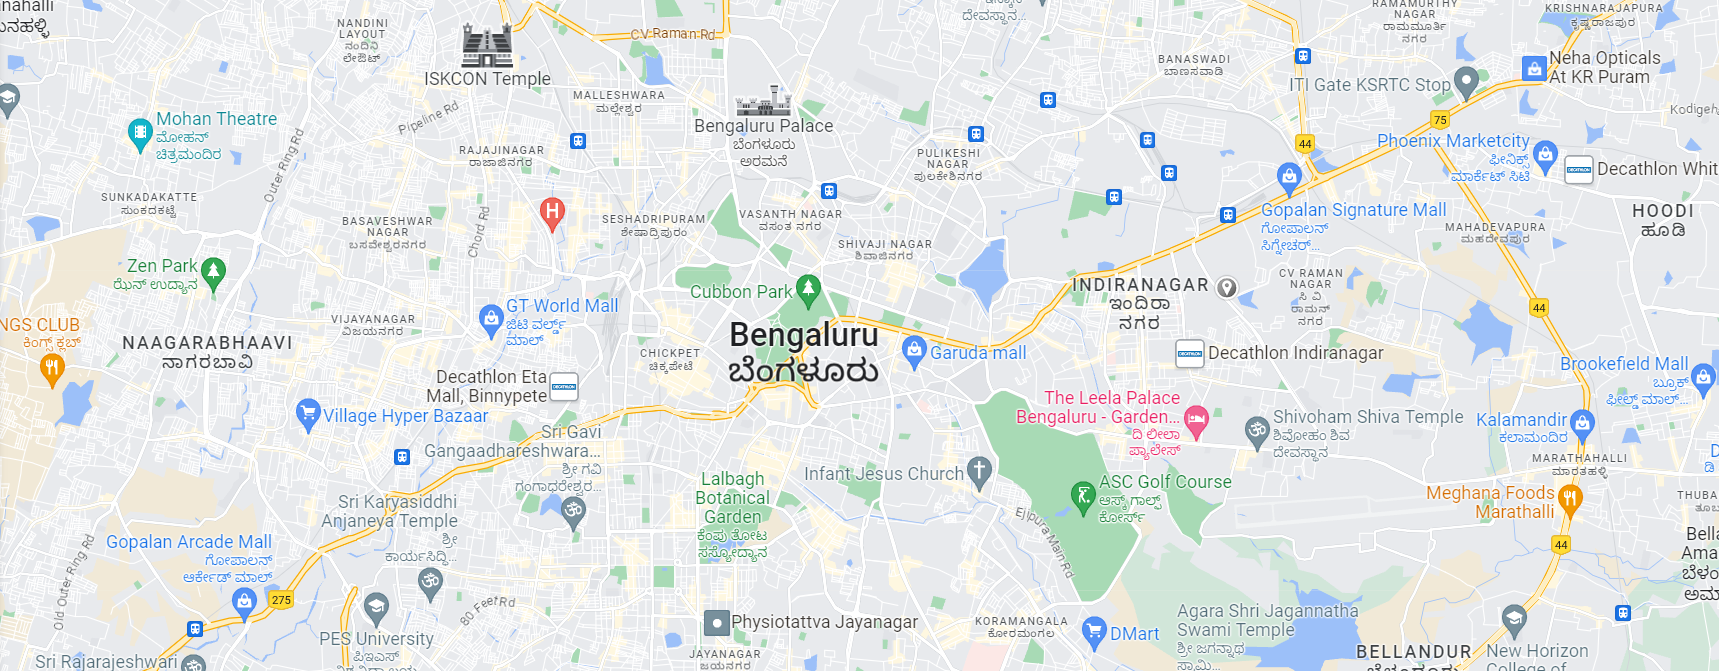 ನಹಳ್ಳಿ
NANDINI
LAYOUT
ನಂದಿನಿ
ಲೇಔಟ್
CV Raman Rd
ದೇವಸ್ಥಾನ...
RAMAMURTHY
NAGAR
ರಾಮಮೂರ್ತಿ
ನಗರ
KRISHNARAJAPURA
ಕೃಷ್ಣರಾಜಪುರ
ISKCON Temple
MALLESHWARA
ಮಲ್ಲೇಶ್ವರ
Bengaluru Palace
ಬೆಂಗಳೂರು
ಅರಮನೆ
BANASWADI
ಬಾಣಸವಾಡಿ
ITI Gate KSRTC Stop
Neha Opticals
At KR Puram
Kodigeh
Mohan Theatre
ಮೋಹನ್
ಚಿತ್ರಮಂದಿರ
Pipeline Rd
Outer Ring Rd
RAJAJINAGAR
ರಾಜಾಜಿನಗರ
PULIKESHI
NAGAR
ಪುಲಕೇಶಿನಗರ
44
75
Phoenix Marketcity
ಫೀನಿಕ್ಸ್
ಮಾರ್ಕೆಟ್ ಸಿಟಿ
DECATHLON
Decathlon Whit
SUNKADAKATTE
ಸುಂಕದಕಟ್ಟೆ
BASAVESHWAR
NAGAR
ಬಸವೇಶ್ವರನಗರ
Chord Rd
H
SESHADRIPURAM
ಶೇಷಾದ್ರಿಪುರಂ
VASANTH NAGAR
ವಸಂತ ನಗರ
SHIVAJI NAGAR
ಶಿವಾಜಿನಗರ
Gopalan Signature Mall
ಗೋಪಾಲನ್
ಸಿಗ್ನೇಚರ್...
MAHADEVAPURA
ಮಹದೇವಪುರ
HOODI
ಹೂಡಿ
Zen Park
ಝೆನ್ ಉದ್ಯಾನ
Cubbon Park
INDIRANAGAR
ಇಂದಿರಾ
ನಗರ
CV RAMAN
NAGAR
ಸಿ ವಿ
ರಾಮನ್
ನಗರ
44
NGS CLUB
ಕಿಂಗ್ಸ್ ಕ್ಲಬ್
NAAGARABHAAVI
ನಾಗರಬಾವಿ
VIJAYANAGAR
ವಿಜಯನಗರ
GT World Mall
ಜಿಟಿ ವರ್ಲ್ಡ್
ಮಾಲ್
CHICKPET
ಚಿಕ್ಕಪೇಟೆ
Bengaluru
ಬೆಂಗಳೂರು
Garuda mall
DECATHLON
Decathlon Indiranagar
Brookefield Mall
ಬ್ರೂಕ್
ಫೀಲ್ಡ್ ಮಾಲ್...
Decathlon Eta
Mall, Binnypete
DECATHLON
Village Hyper Bazaar
The Leela Palace
Bengaluru - Garden...
ದಿ ಲೀಲಾ
ಪ್ಯಾಲೇಸ್
Shivoham Shiva Temple
ಶಿವೋಹಂ ಶಿವ
ದೇವಸ್ಥಾನ
Kalamandir
ಕಲಾಮಂದಿರ
MARATHAHALLI
ಮಾರತಹಳ್ಳಿ
Sri Gavi
Gangaadhareshwara...
ಶ್ರೀ ಗವಿ
ಗಂಗಾಧರೇಶ್ವರ...
Infant Jesus Church
Lalbagh
Botanical
Garden
ಕೆಂಪು ತೋಟ
ಸಸ್ಯೋದ್ಯಾನ
ASC Golf Course
ಆಸ್ಕ್ ಗಾಲ್ಫ್
ಕೋರ್ಸ್
Meghana Foods
Marathalli
THUBA
ತೂಬ
Sri Karyasiddhi
Anjaneya Temple
ಶ್ರೀ
ಕಾರ್ಯಸಿದ್ಧಿ...
Ejipura Main Rd
Gopalan Arcade Mall
ಗೋಪಾಲನ್
ಆರ್ಕೇಡ್ ಮಾಲ್
44
Bella
Ama
ಬೆಳಂ
ಅಮಾ
Old Outer Ring Rd
275
80 Feet Rd
PES University
ಪಿಇಎಸ್
Physiotattva Jayanagar
JAYANAGAR
ಜಯನಗರ
KORAMANGALA
ಕೋರಮಂಗಲ
DMart
Agara Shri Jagannatha
Swami Temple
ಶ್ರೀ ಜಗನ್ನಾಥ
ಸ್ವಾಮಿ...
BELLANDUR
New Horizon
College of
Sri Rajarajeshwari